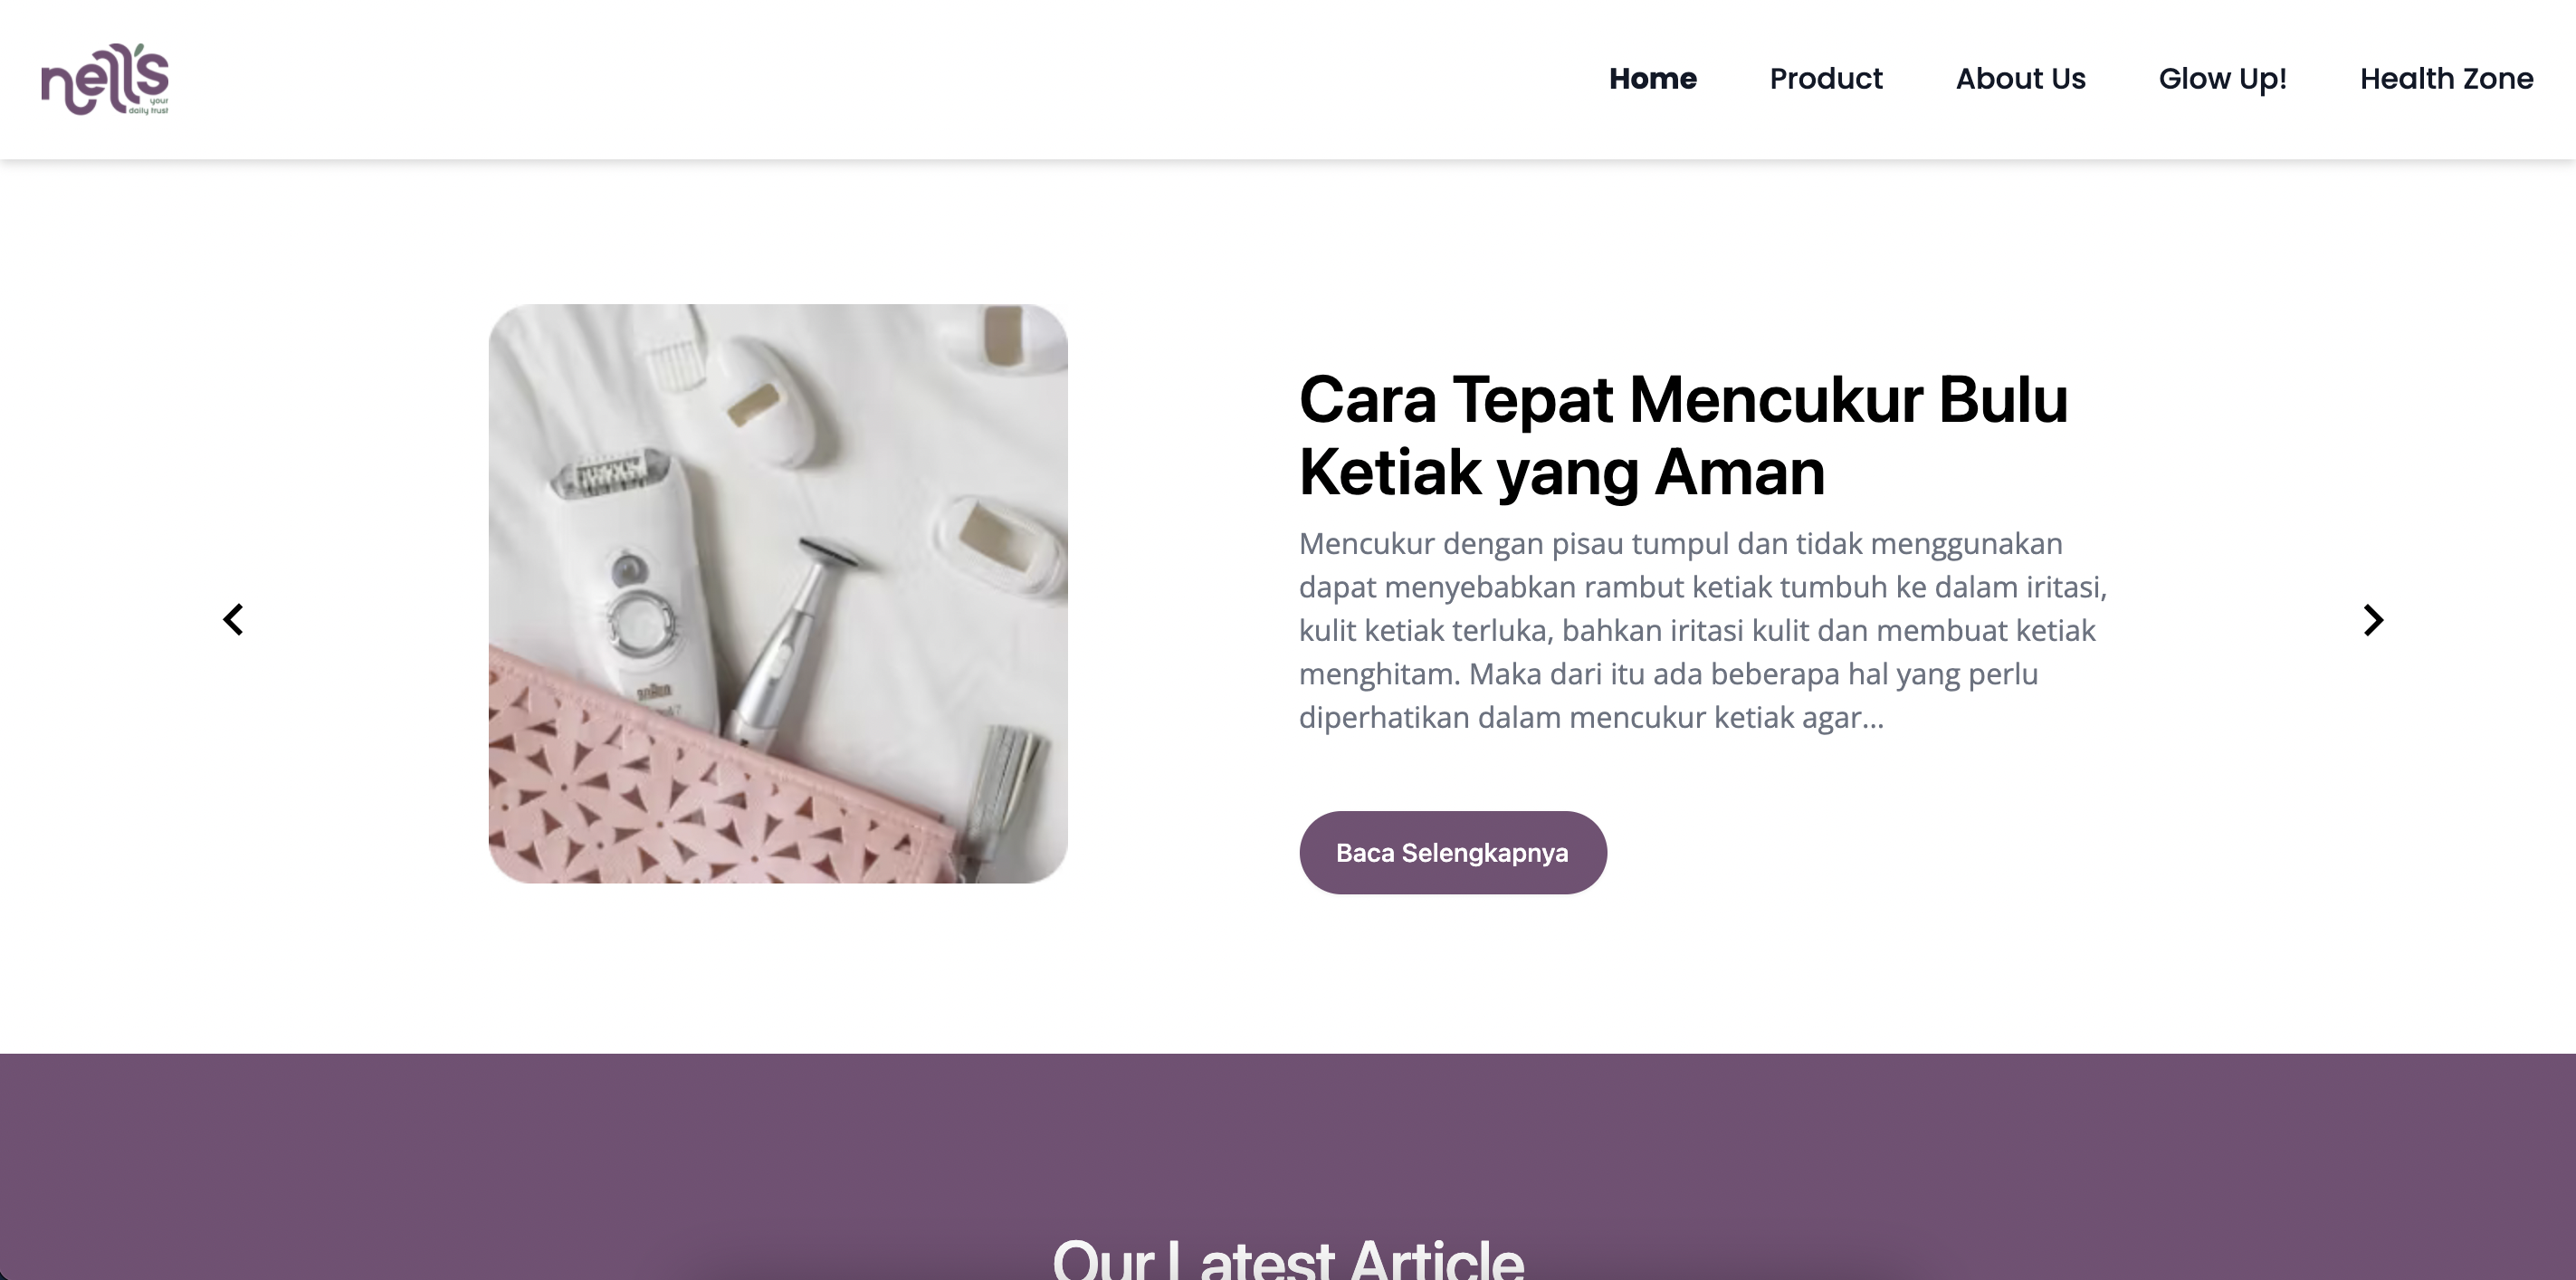 nell's
your
daily trust
Home
Product
About Us
Glow Up!
Health Zone
Cara Tepat Mencukur Bulu
Ketiak yang Aman
Mencukur dengan pisau tumpul dan tidak menggunakan
dapat menyebabkan rambut ketiak tumbuh ke dalam iritasi,
kulit ketiak terluka, bahkan iritasi kulit dan membuat ketiak
menghitam. Maka dari itu ada beberapa hal yang perlu
diperhatikan dalam mencukur ketiak agar...
Baca Selengkapnya
Our Latest Article